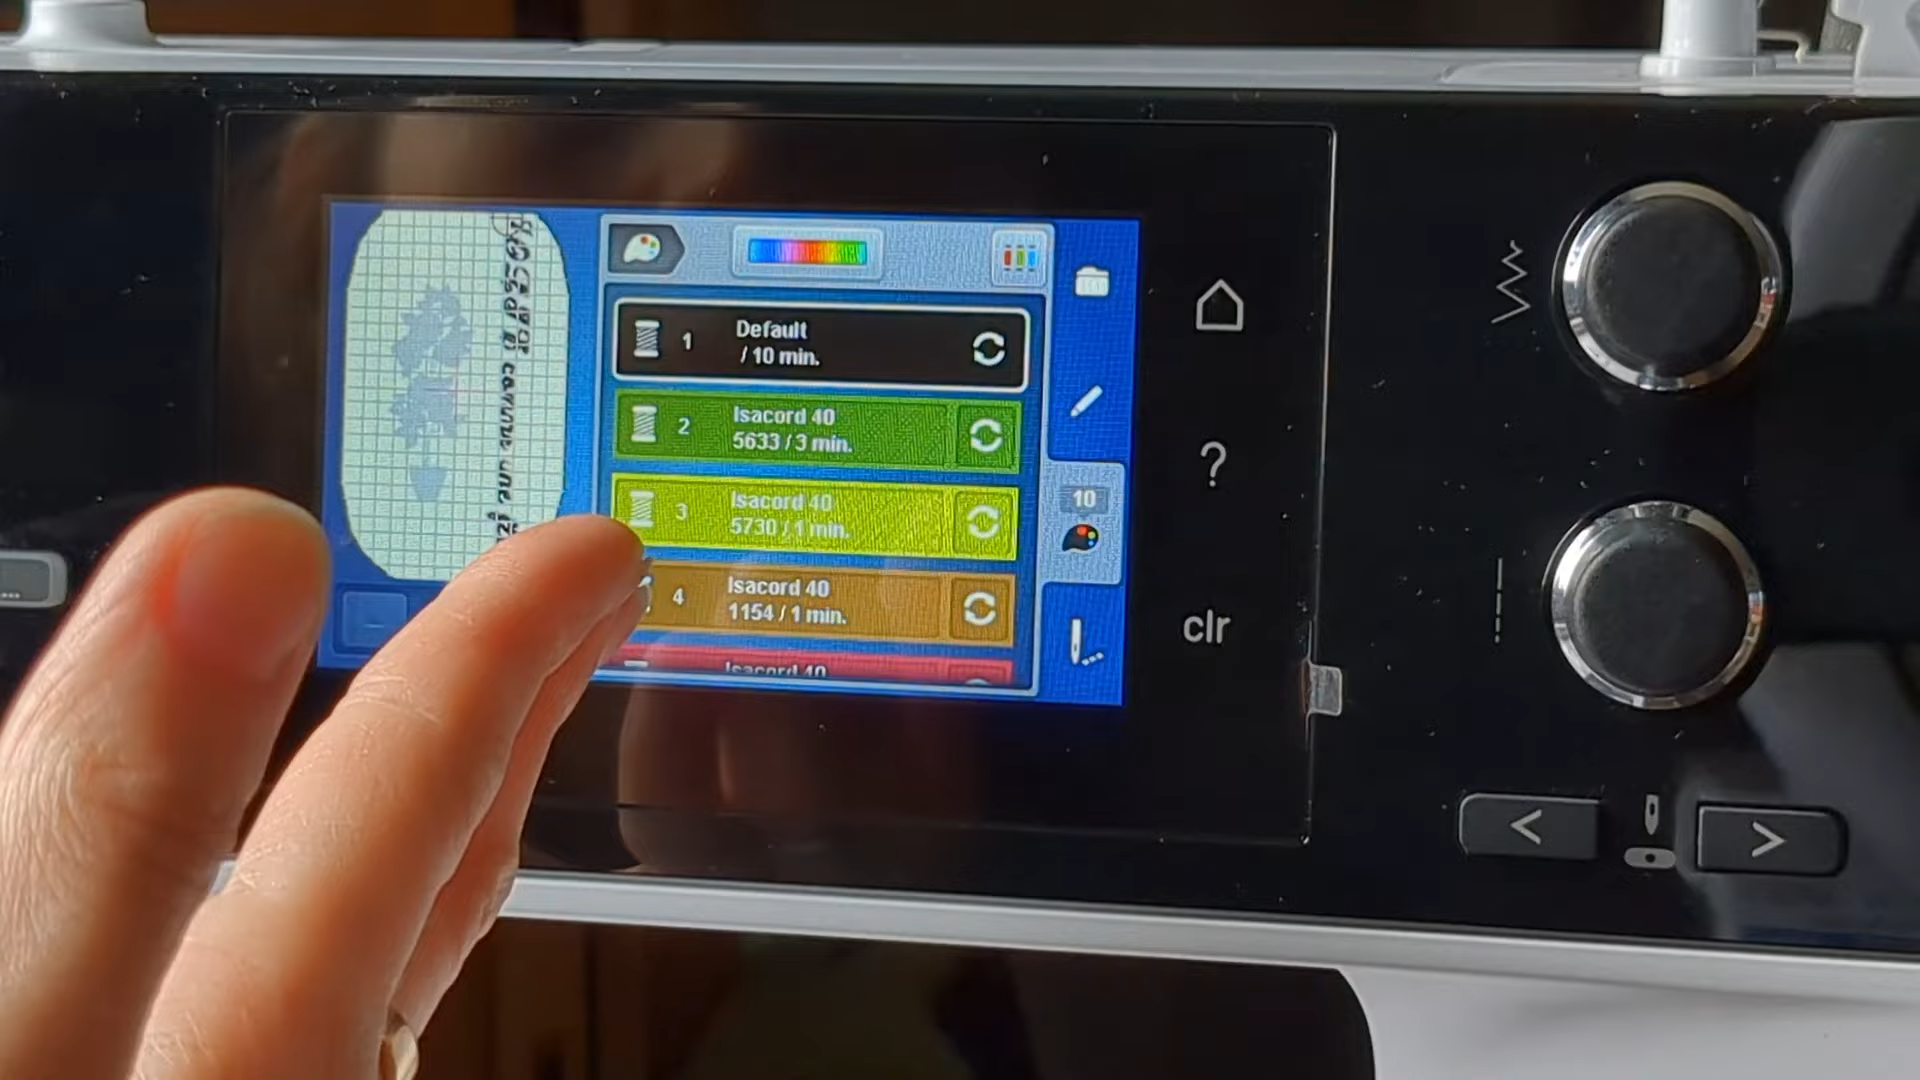 1
Default
/ 10 min.
2
Isacord 40
5633 / 3 min.
3
Isacord 40
5730 / 1 min.
4
Isacord 40
1154 / 1 min.
Isacord 40
10
?
clr
<
>